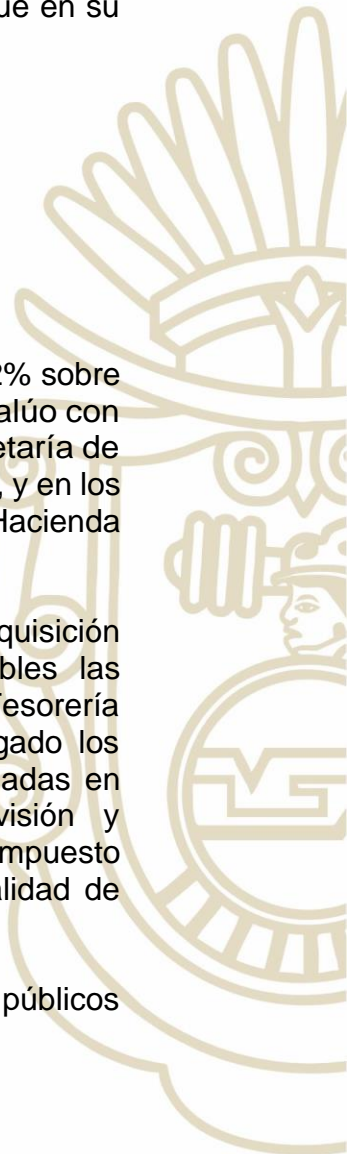 ue en su
2% sobre
alúo con
etaría de
, y en los
Hacienda
quisición
bles las
Tesorería
gado los
adas en
visión y
mpuesto
alidad de
públicos